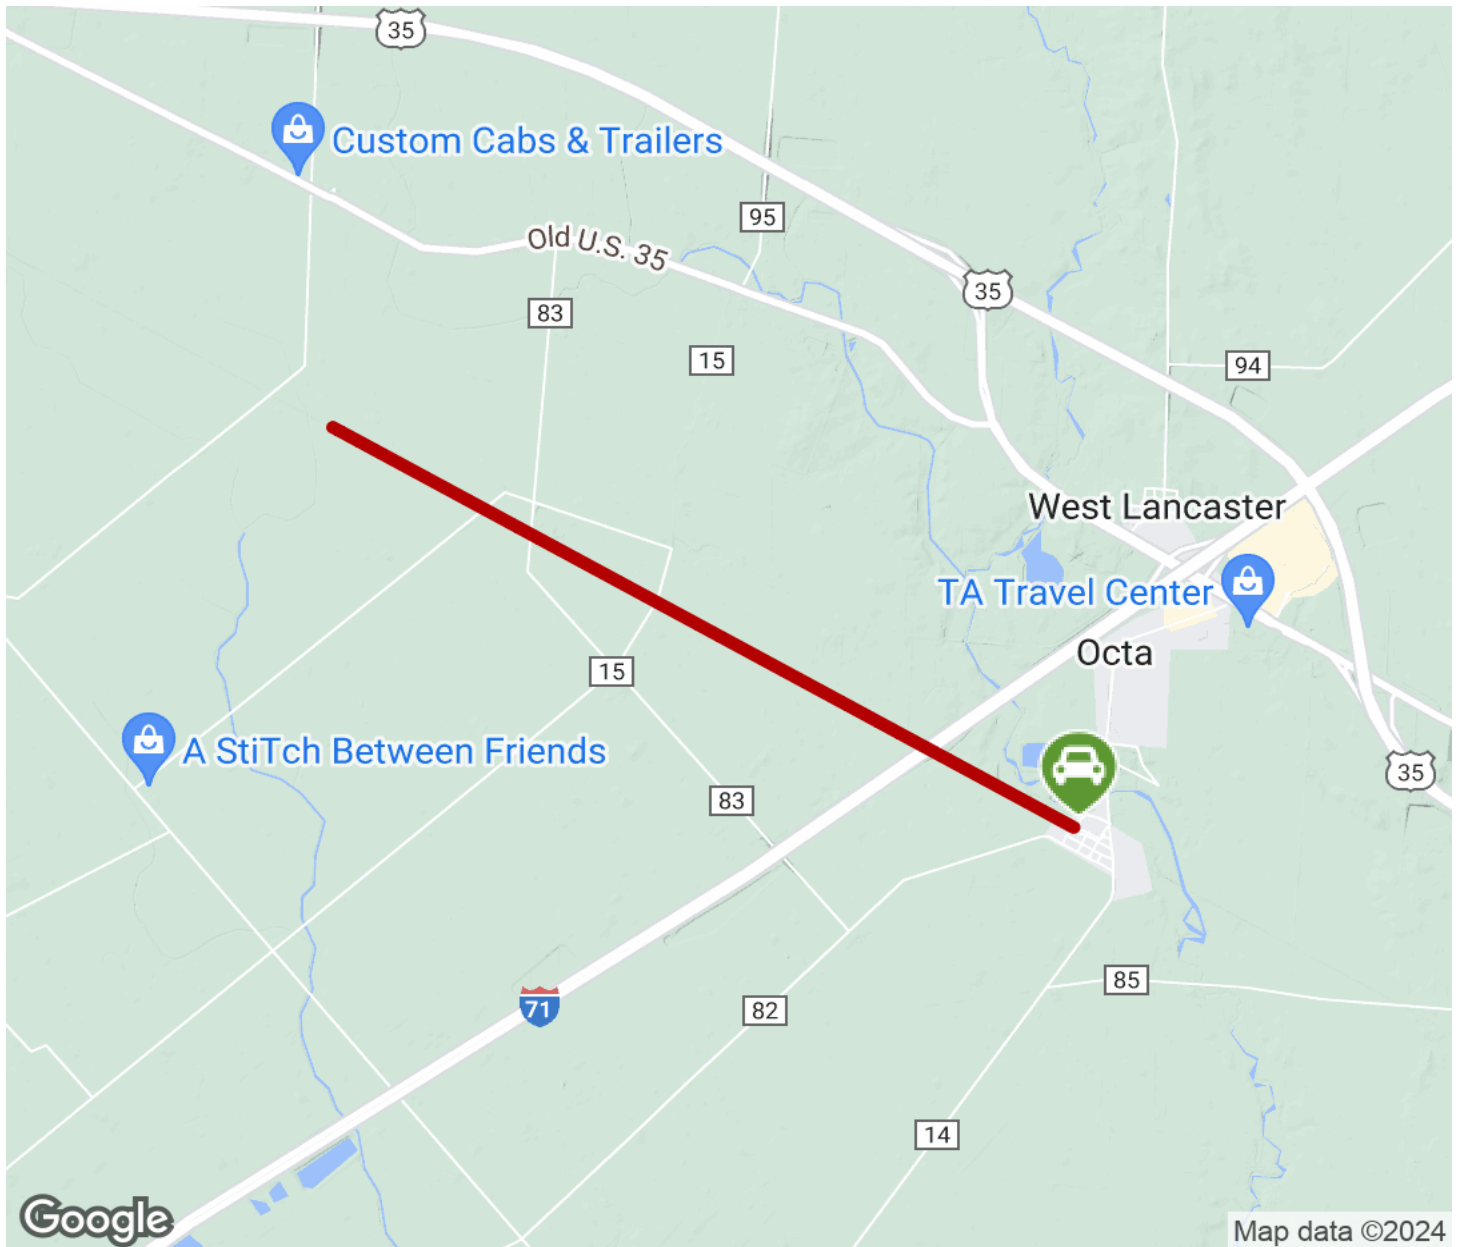 35
Custom Cabs & Trailers
95
Old U.S. 35
35
83
15
94
West Lancaster
TA Travel Center
Octa
15
A StiTch Between Friends
35
83
85
71
82
14
Google
Map data ©2024